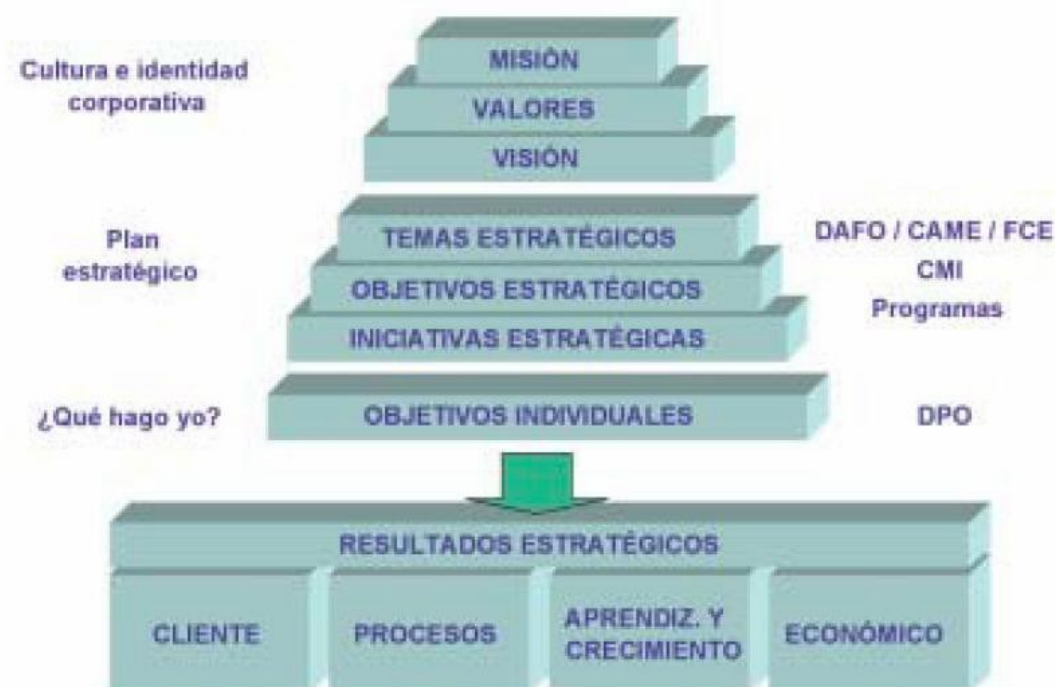 Cultura e identidad
corporativa
MISIÓN
VALORES
VISIÓN
Plan
estratégico
TEMAS ESTRATÉGICOS
OBJETIVOS ESTRATÉGICOS
INICIATIVAS ESTRATÉGICAS
DAFO / CAME / FCE
CMI
Programas
¿Qué hago yo?
OBJETIVOS INDIVIDUALES
DPO
RESULTADOS ESTRATÉGICOS
CLIENTE
PROCESOS
APRENDIZ. Y
CRECIMIENTO
ECONÓMICO